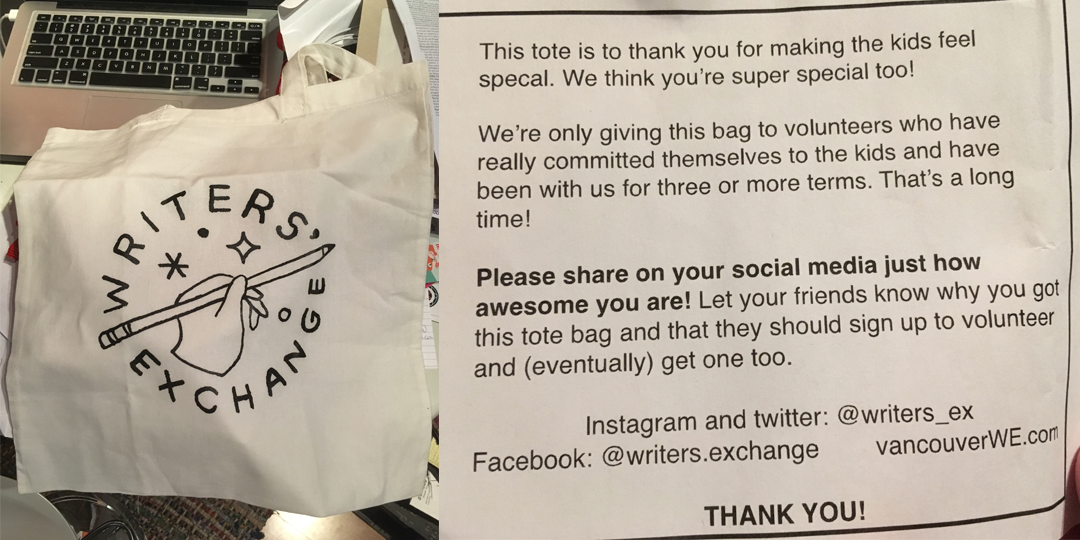 WRITERS'
EXCHANGE
This tote is to thank you for making the kids feel
specal. We think you're super special too!
We're only giving this bag to volunteers who have
really committed themselves to the kids and have
been with us for three or more terms. That's a long
time!
Please share on your social media just how
awesome you are! Let your friends know why you got
this tote bag and that they should sign up to volunteer
and (eventually) get one too.
Instagram and twitter: @writers_ex
Facebook: @writers.exchange vancouverWE.com
THANK YOU!